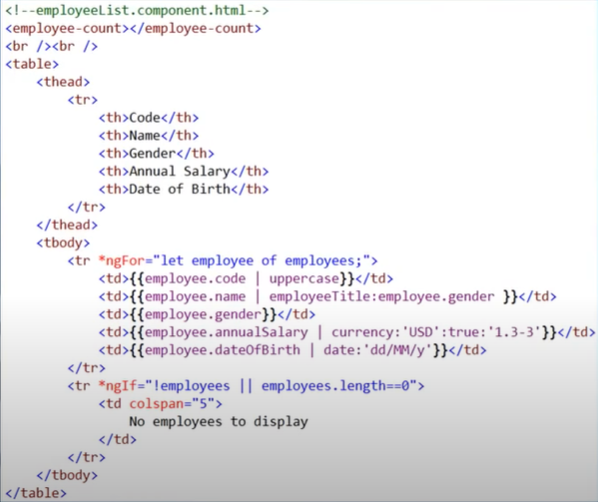 <!--employeeList.component.html-->
<employee-count></employee-count>
<br /><br />
<table>
    <thead>
        <tr>
            <th>Code</th>
            <th>Name</th>
            <th>Gender</th>
            <th>Annual Salary</th>
            <th>Date of Birth</th>
        </tr>
    </thead>
    <tbody>
        <tr *ngFor="let employee of employees;">
            <td>{{employee.code | uppercase}}</td>
            <td>{{employee.name | employeeTitle:employee.gender }}</td>
            <td>{{employee.gender}}</td>
            <td>{{employee.annualSalary | currency:'USD':true:'1.3-3'}}</td>
            <td>{{employee.dateOfBirth | date:'dd/MM/y'}}</td>
        </tr>
        <tr *ngIf="!employees || employees.length==0">
            <td colspan="5">
                No employees to display
            </td>
        </tr>
    </tbody>
</table>